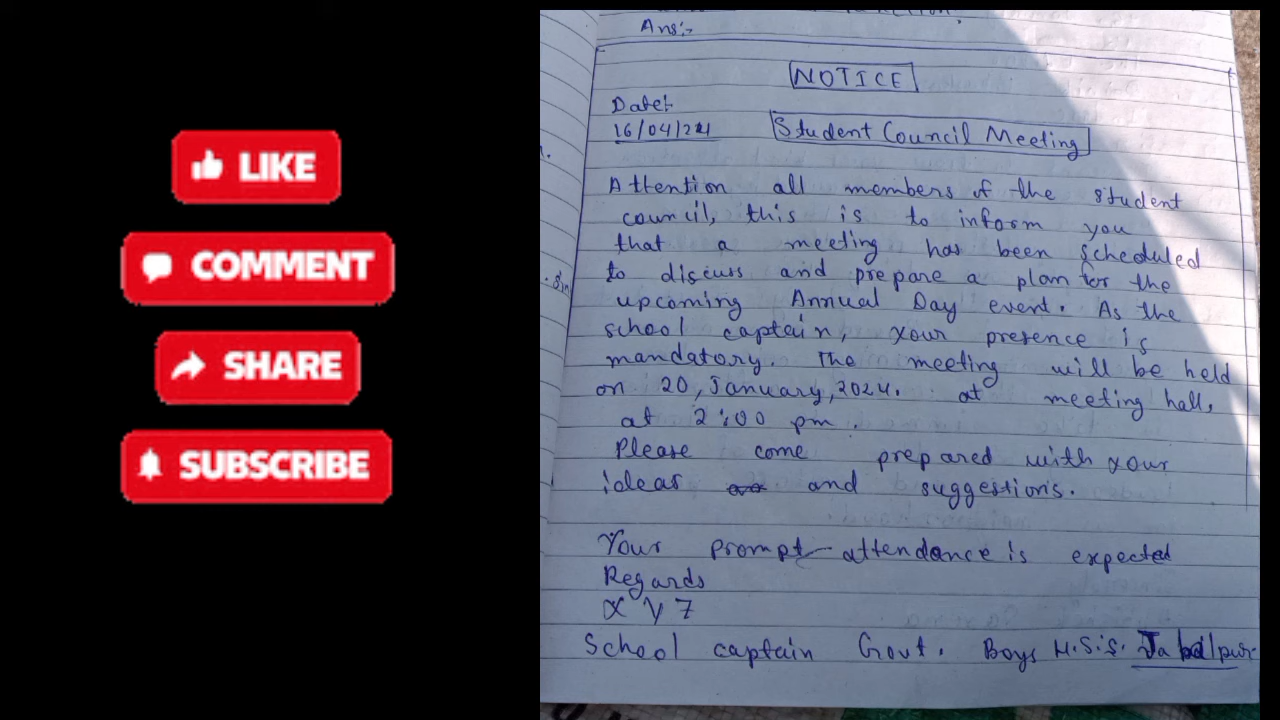 LIKE
COMMENT
SHARE
SUBSCRIBE
Ans:-
NOTICE
Date:-
16/04/24
Student Council Meeting
Attention all members of the student
council, this is to inform you
that a meeting has been scheduled
to discuss and prepare a plan for the
upcoming Annual Day event. As the
school captain, your presence is
mandatory. The meeting will be held
on 20, January, 2024. at meeting hall,
at 2:00 pm.
Please come prepared with your
ideas and suggestions.
Your prompt attendance is expected
Regards
X Y Z
School captain Govt. Boys H.S.S. Jabalpur